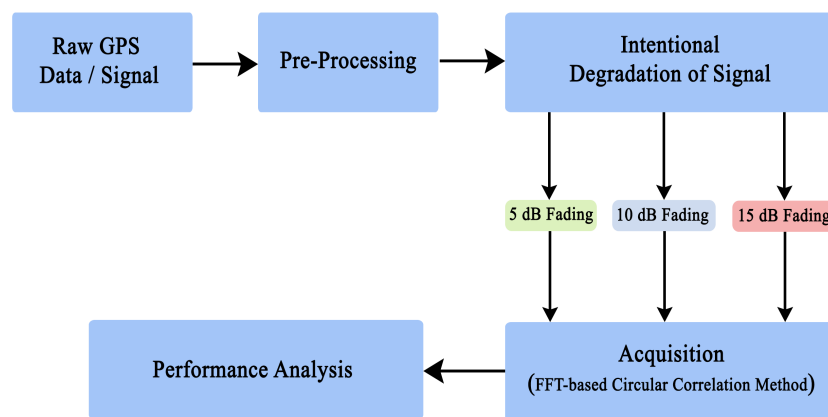 Raw GPS
Data / Signal
Pre-Processing
Intentional
Degradation of Signal
5 dB Fading
10 dB Fading
15 dB Fading
Performance Analysis
Acquisition
(FFT-based Circular Correlation Method)